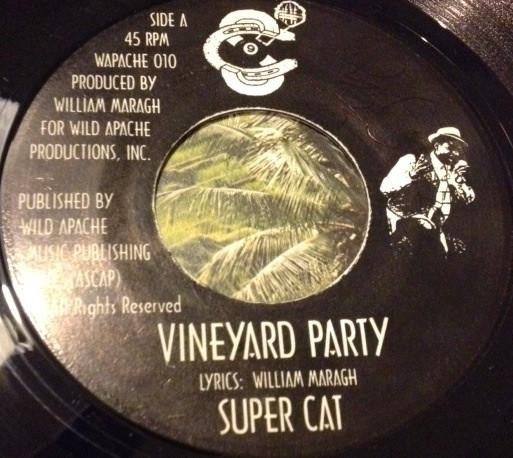 SIDE A
45 RPM
WAPACHE 010
PRODUCED BY
WILLIAM MARAGH
FOR WILD APACHE
PRODUCTIONS, INC.
PUBLISHED BY
WILD APACHE
MUSIC PUBLISHING
(ASCAP)
Rights Reserved
VINEYARD PARTY
LYRICS: WILLIAM MARAGH
SUPER CAT